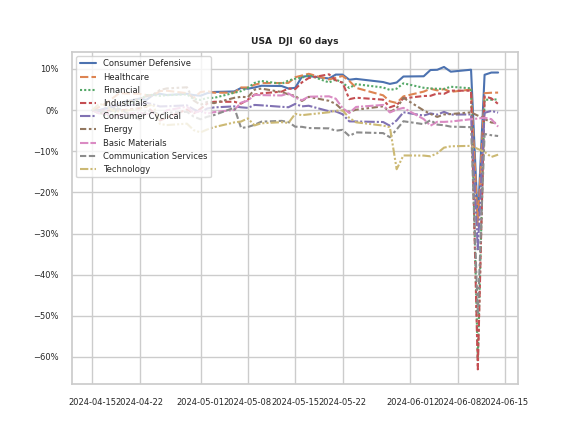 USA DJI 60 days
Consumer Defensive
Healthcare
Financial
Industrials
Consumer Cyclical
Energy
Basic Materials
Communication Services
Technology
10%
0%
−10%
−20%
−30%
−40%
−50%
−60%
2024-04-15
2024-04-22
2024-05-01
2024-05-08
2024-05-15
2024-05-22
2024-06-01
2024-06-08
2024-06-15